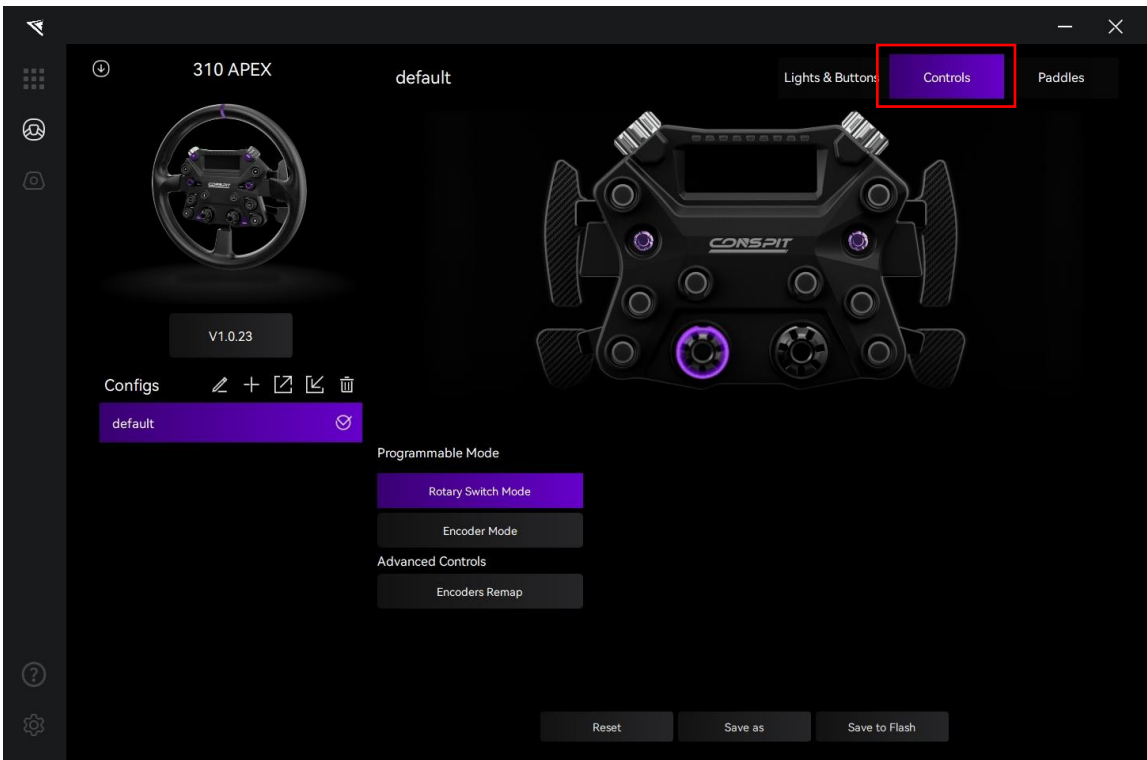 310 APEX
default
Lights & Buttons
Controls
Paddles
CONSPIT
V1.0.23
Configs
default
Programmable Mode
Rotary Switch Mode
Encoder Mode
Advanced Controls
Encoders Remap
Reset
Save as
Save to Flash